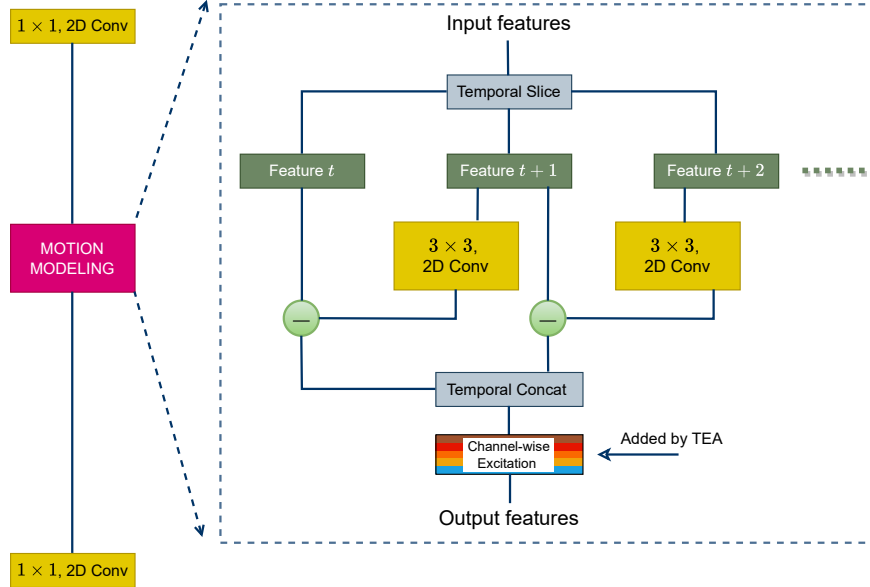 1 × 1, 2D Conv
MOTION
MODELING
1 × 1, 2D Conv
Input features
Temporal Slice
Feature t
Feature t + 1
Feature t + 2
3 × 3,
2D Conv
3 × 3,
2D Conv
—
—
Temporal Concat
Channel-wise
Excitation
Added by TEA
Output features